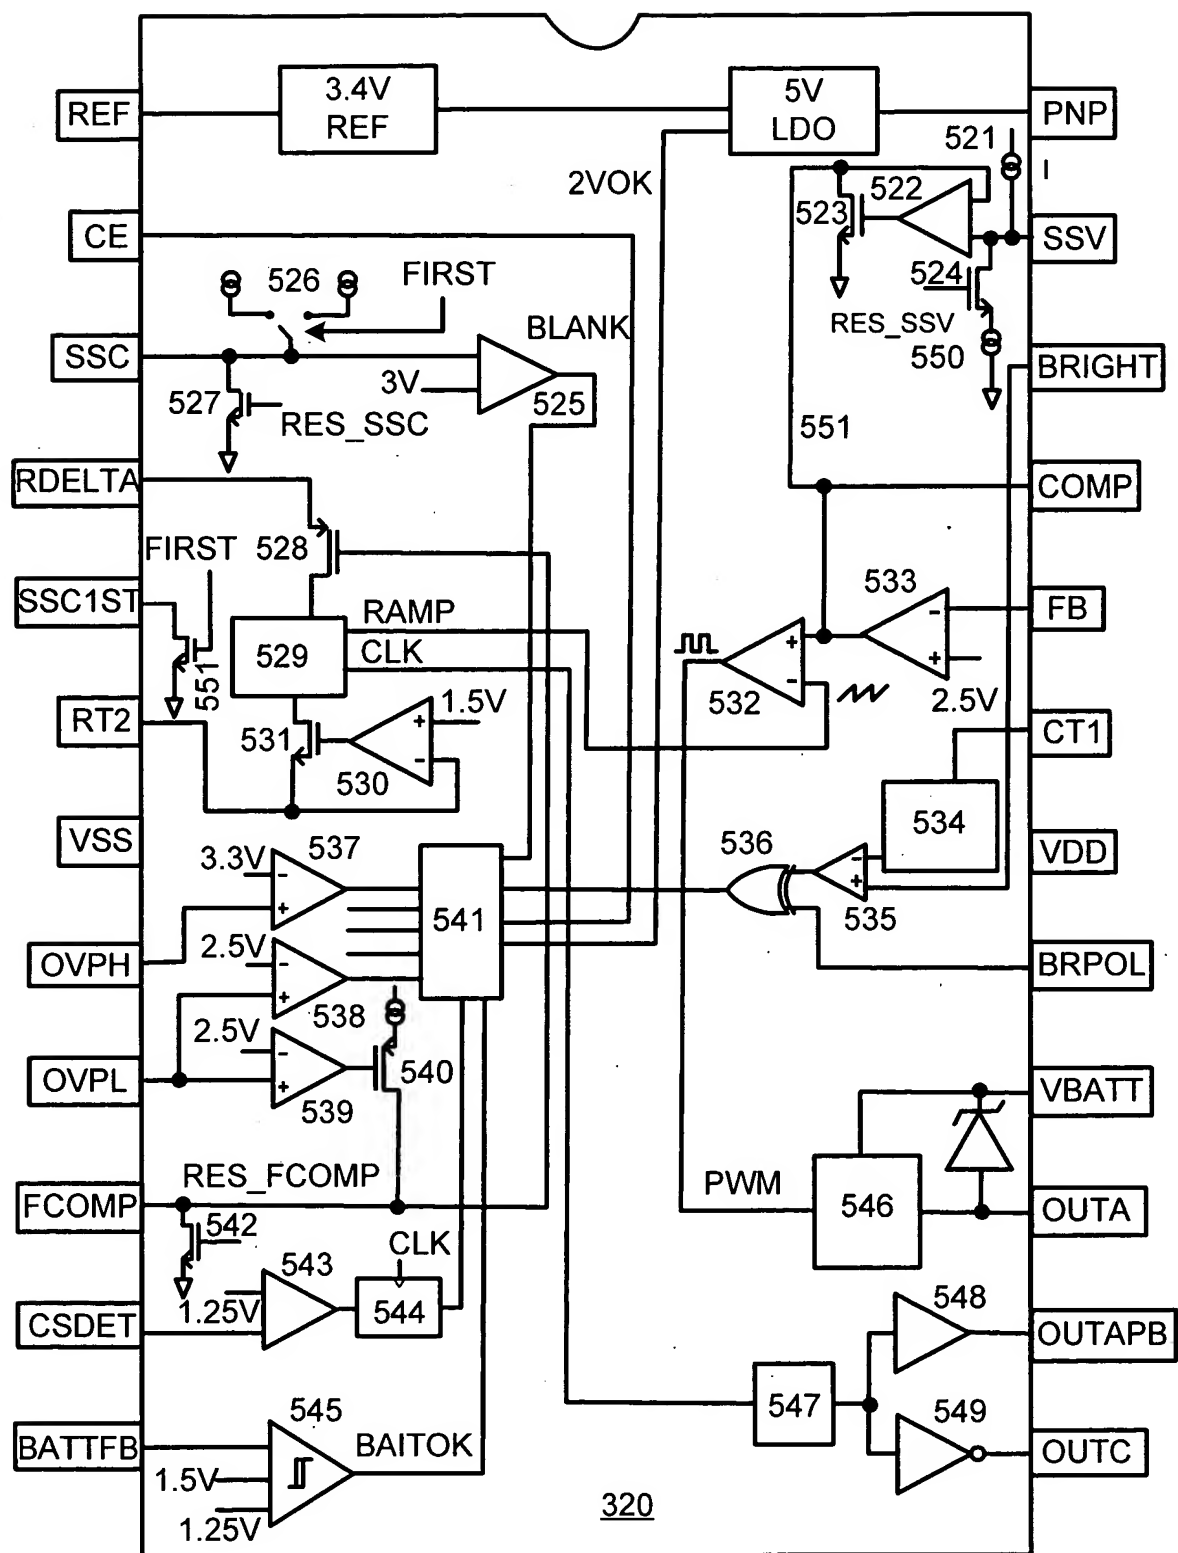 REF
3.4V
REF
5V
LDO
PNP
521
I
2VOK
522
523
CE
SSV
526
FIRST
524
RES_SSV
BLANK
SSC
550
BRIGHT
3V
525
527
RES_SSC
551
RDELTA
COMP
FIRST
528
533
SSC1ST
RAMP
FB
529
CLK
551
532
2.5V
1.5V
RT2
531
CT1
530
534
VSS
537
536
VDD
3.3V
541
535
OVPH
2.5V
BRPOL
538
2.5V
OVPL
540
539
VBATT
RES_FCOMP
PWM
FCOMP
546
OUTA
542
CLK
543
1.25V
544
548
CSDET
OUTAPB
545
547
549
BATTFB
BAITOK
OUTC
1.5V
1.25V
320